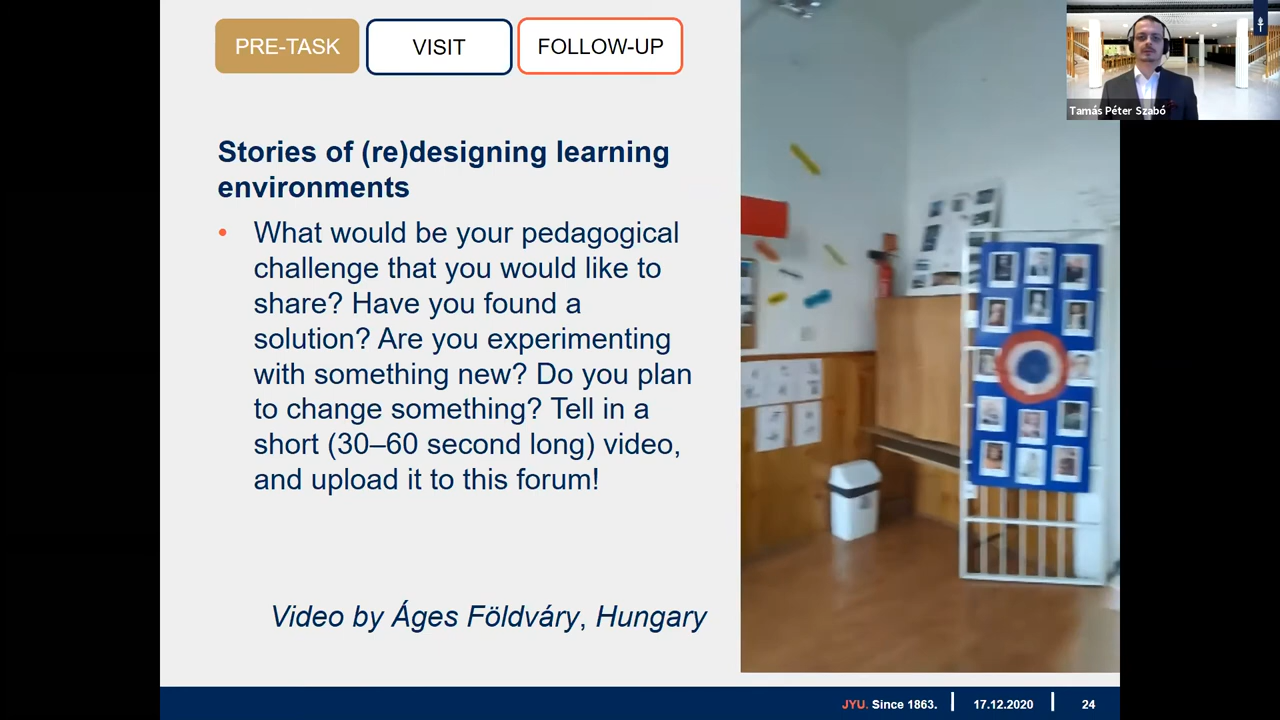 PRE-TASK
VISIT
FOLLOW-UP
Tamás Péter Szabó
Stories of (re)designing learning
environments
• What would be your pedagogical
challenge that you would like to
share? Have you found a
solution? Are you experimenting
with something new? Do you plan
to change something? Tell in a
short (30–60 second long) video,
and upload it to this forum!
Video by Áges Földváry, Hungary
JYU. Since 1863.
17.12.2020
24